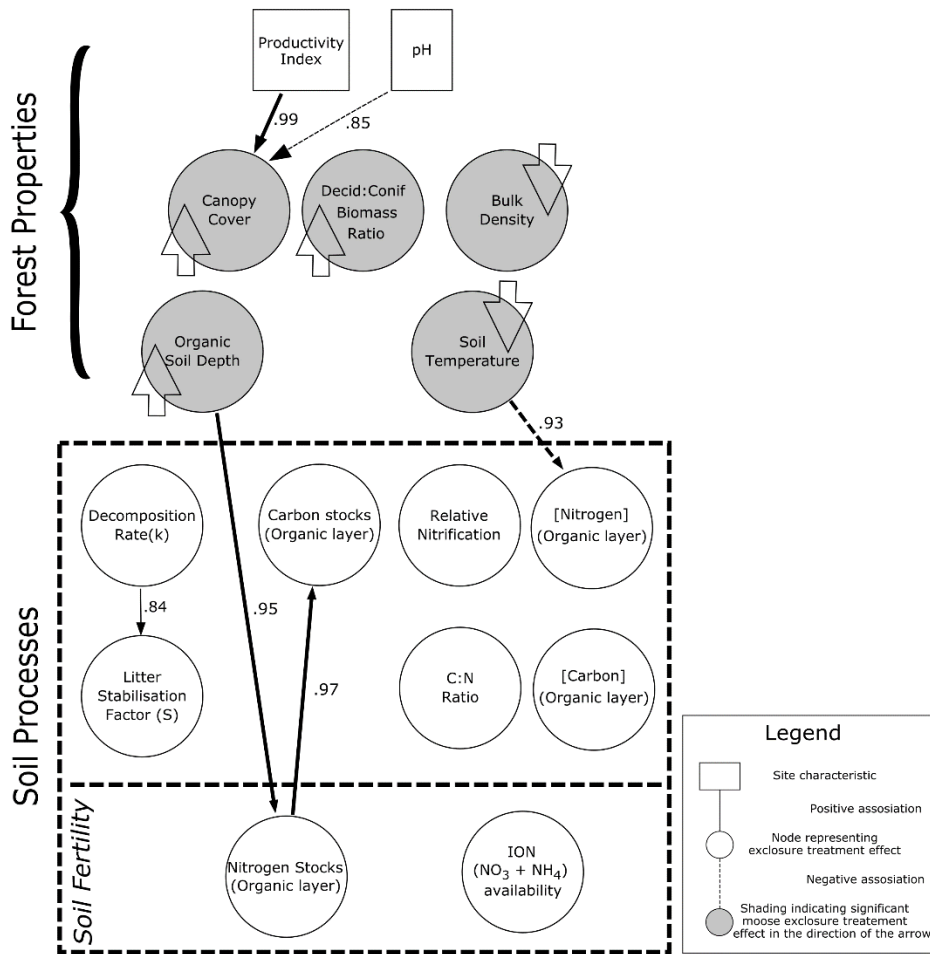 Productivity
Index
pH
.99
.85
Forest Properties
Canopy
Cover
Decid:Conif
Biomass
Ratio
Bulk
Density
Organic
Soil Depth
Soil
Temperature
.93
Soil Processes
Decomposition
Rate(k)
Carbon stocks
(Organic layer)
Relative
Nitrification
[Nitrogen]
(Organic layer)
.84
.95
.97
Litter
Stabilisation
Factor (S)
C:N
Ratio
[Carbon]
(Organic layer)
Soil Fertility
Nitrogen Stocks
(Organic layer)
ION
(NO3 + NH4)
availability
Legend
Site characteristic
Positive assosiation
Node representing
exclosure treatment
effect
Negative assosiation
Shading indicating significant
moose exclosure treatement
effect in the direction of the arrow